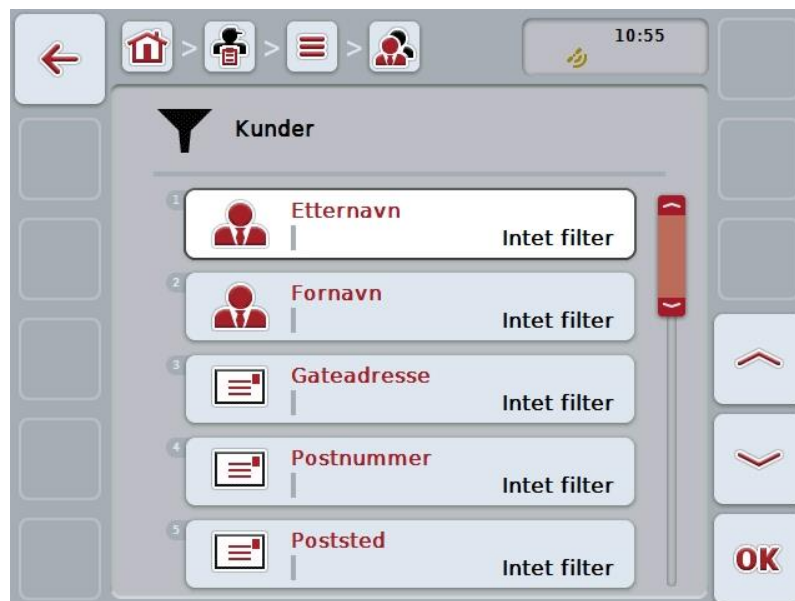 10:55
Kunder
1
Etternavn
Intet filter
2
Fornavn
Intet filter
3
Gateadresse
Intet filter
4
Postnummer
Intet filter
5
Poststed
Intet filter
OK